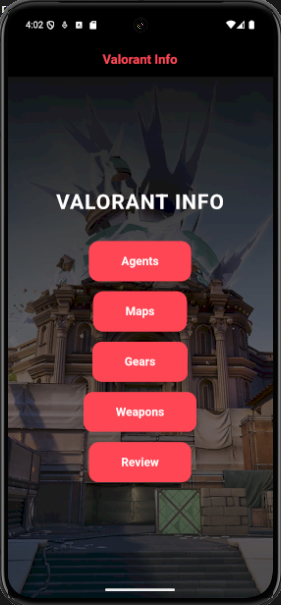 4:02
Valorant Info
VALORANT INFO
Agents
Maps
Gears
Weapons
Review